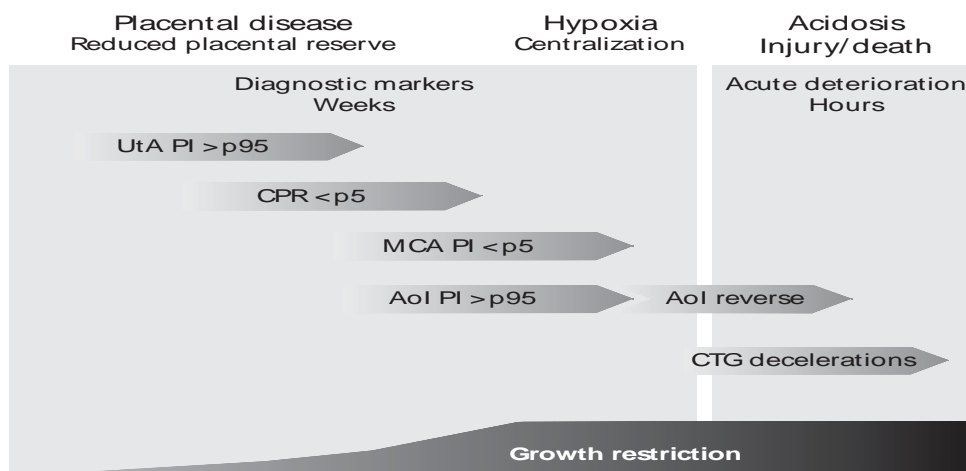 Placental disease
Reduced placental reserve
Hypoxia
Centralization
Acidosis
Injury/death
Diagnostic markers
Weeks
Acute deterioration
Hours
UtA PI >p95
CPR <p5
MCA PI <p5
AoI PI >p95
AoI reverse
CTG decelerations
Growth restriction